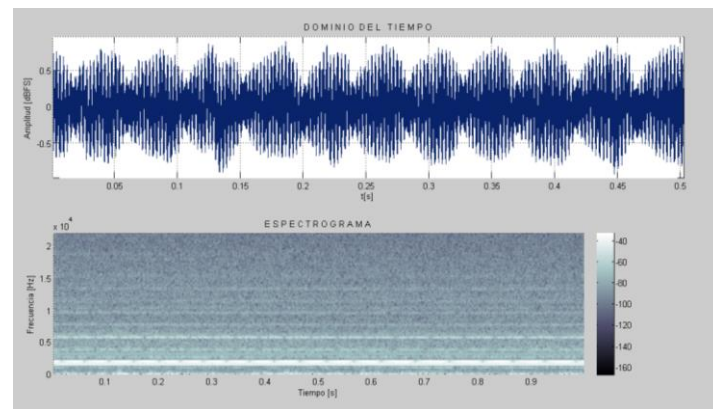 DOMINIO DEL TIEMPO
Amplitud [dBFS]
0.5
0
-0.5
0.05 0.1 0.15 0.2 0.25 0.3 0.35 0.4 0.45 0.5
t[s]
ESPECTROGRAMA
x 10^4
Frecuencia [Hz]
2
1.5
1
0.5
0
0.1 0.2 0.3 0.4 0.5 0.6 0.7 0.8 0.9
Tiempo [s]
-40
-60
-80
-100
-120
-140
-160